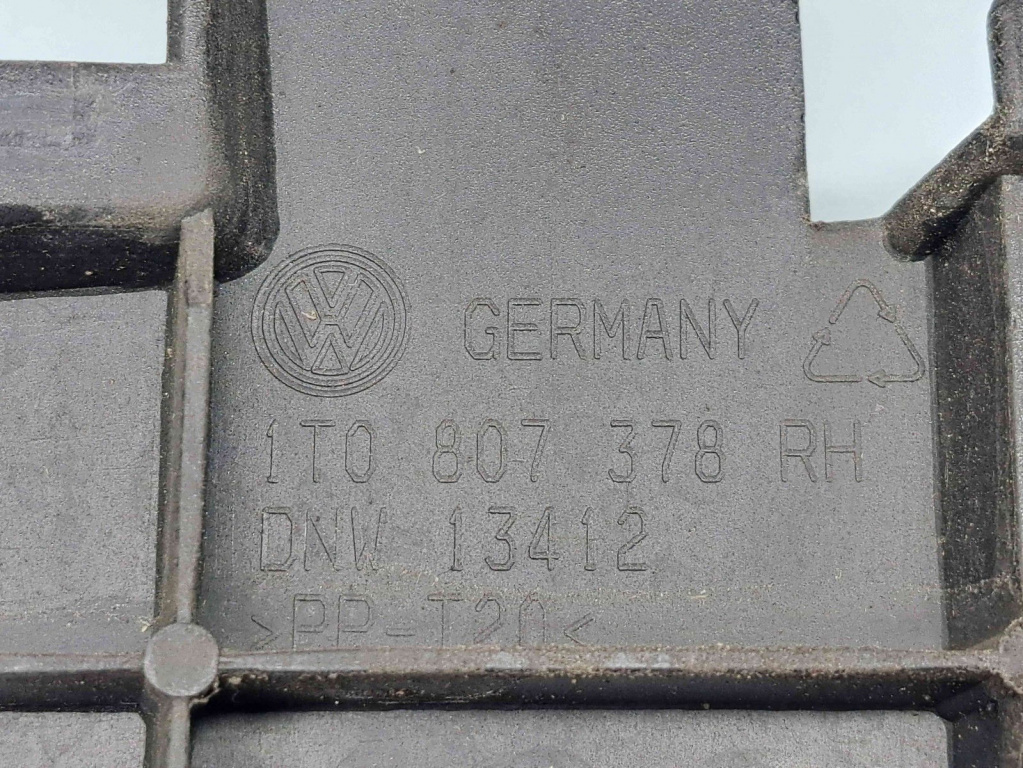 GERMANY
1T0 807 378 RH
DNW 13412
>PP-T20<